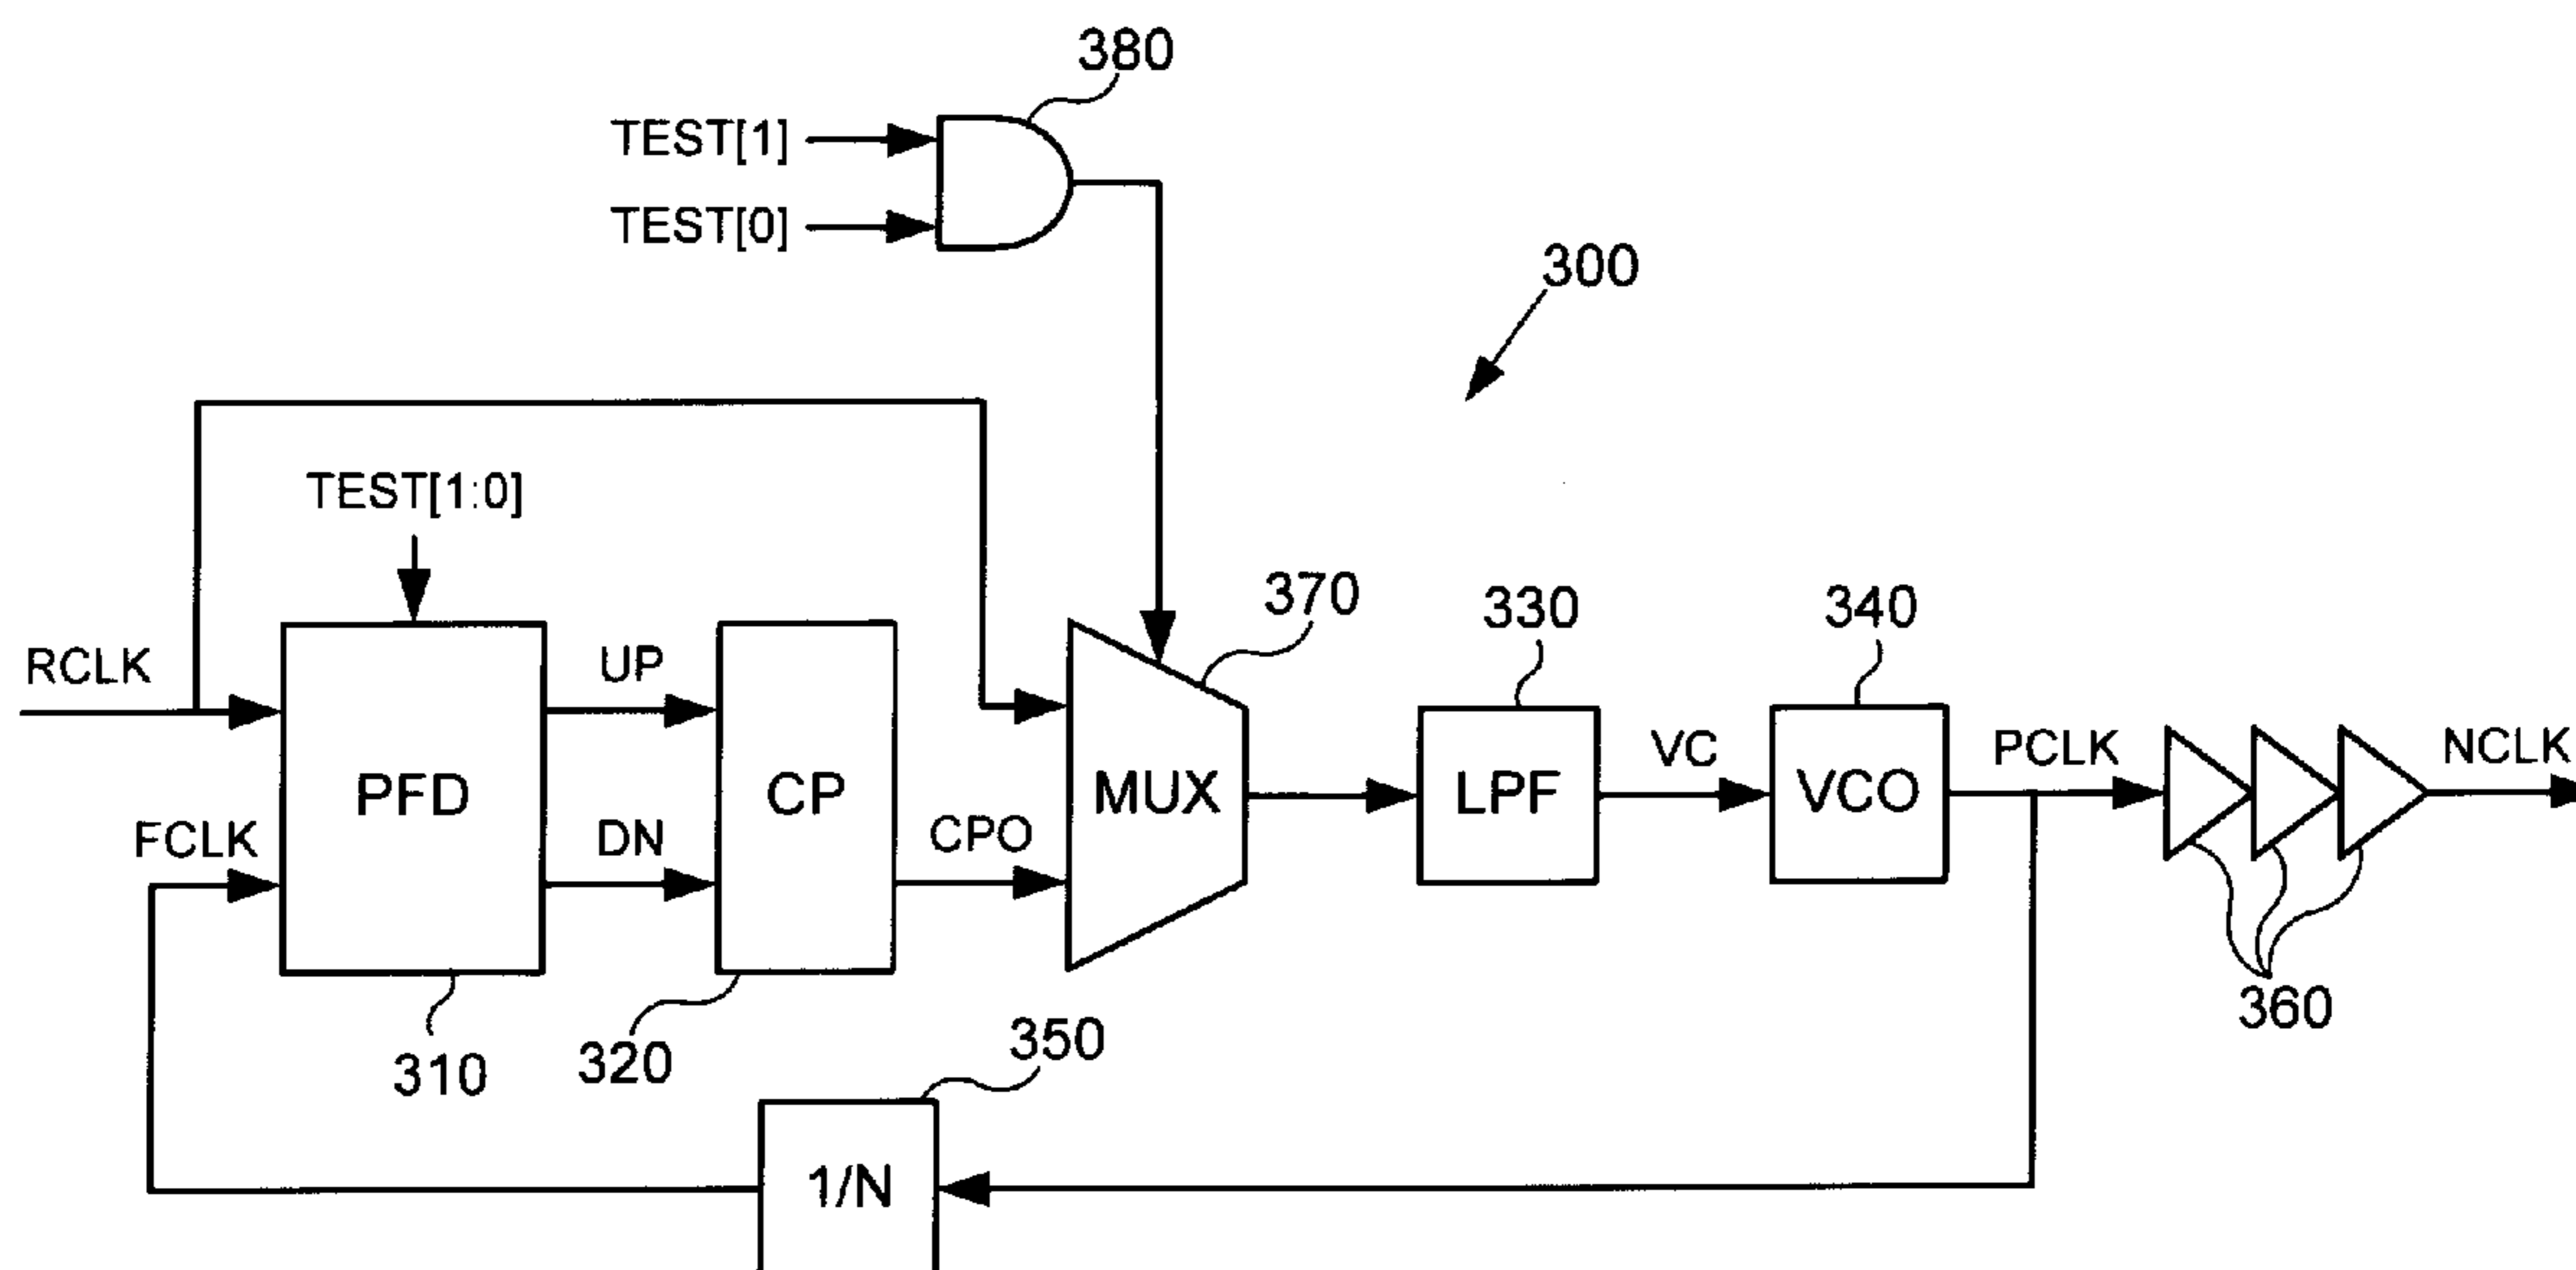 380
TEST[1]
TEST[0]
300
TEST[1:0]
370
330
340
RCLK
UP
VC
PCLK
NCLK
PFD
CP
MUX
LPF
VCO
FCLK
DN
CPO
360
310
320
350
1/N